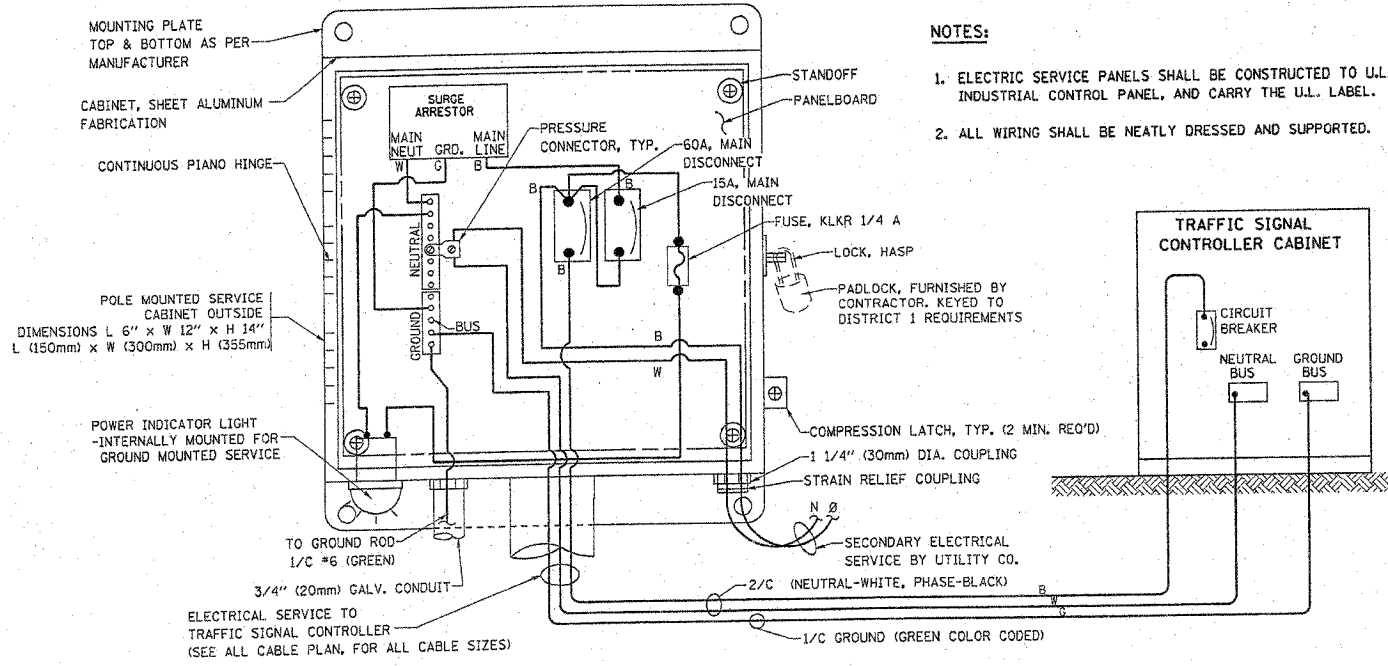 MOUNTING PLATE
TOP & BOTTOM AS PER
MANUFACTURER
CABINET, SHEET ALUMINUM
FABRICATION
CONTINUOUS PIANO HINGE
POLE MOUNTED SERVICE
CABINET OUTSIDE
DIMENSIONS L 6" x W 12" x H 14"
L (150mm) x W (300mm) x H (355mm)
POWER INDICATOR LIGHT
-INTERNALLY MOUNTED FOR
GROUND MOUNTED SERVICE
TO GROUND ROD
1/C #6 (GREEN)
3/4" (20mm) GALV. CONDUIT
ELECTRICAL SERVICE TO
TRAFFIC SIGNAL CONTROLLER
(SEE ALL CABLE PLAN, FOR ALL CABLE SIZES)
SURGE
ARRESTOR
MAIN
NEUT
GRD.
MAIN
LINE
W
G
B
NEUTRAL
GROUND
BUS
PRESSURE
CONNECTOR, TYP.
STANDOFF
PANELBOARD
60A, MAIN
DISCONNECT
15A, MAIN
DISCONNECT
B
B
B
FUSE, KLKR 1/4 A
LOCK, HASP
PADLOCK, FURNISHED BY
CONTRACTOR. KEYED TO
DISTRICT 1 REQUIREMENTS
B
W
COMPRESSION LATCH, TYP. (2 MIN. REQ'D)
1 1/4" (30mm) DIA. COUPLING
STRAIN RELIEF COUPLING
N Ø
SECONDARY ELECTRICAL
SERVICE BY UTILITY CO.
2/C (NEUTRAL-WHITE, PHASE-BLACK)
B
W
G
1/C GROUND (GREEN COLOR CODED)
NOTES:
1. ELECTRIC SERVICE PANELS SHALL BE CONSTRUCTED TO U.L.
INDUSTRIAL CONTROL PANEL, AND CARRY THE U.L. LABEL.
2. ALL WIRING SHALL BE NEATLY DRESSED AND SUPPORTED.
TRAFFIC SIGNAL
CONTROLLER CABINET
CIRCUIT
BREAKER
NEUTRAL
BUS
GROUND
BUS